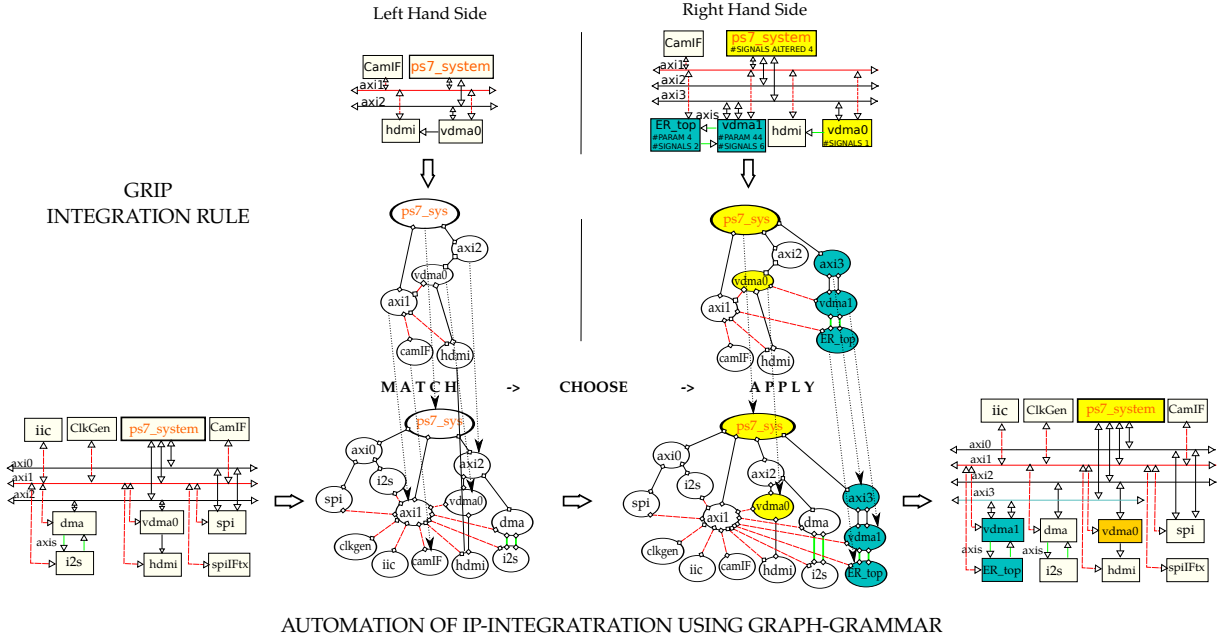 Left Hand Side
Right Hand Side
CamIF
ps7_system
axi1
axi2
hdmi
vdma0
CamIF
ps7_system
#SIGNALS ALTERED 4
axi1
axi2
axi3
axis
ER_top
#PARAM 4
#SIGNALS 2
vdma1
#PARAM 44
#SIGNALS 6
hdmi
vdma0
#SIGNALS 1
GRIP
INTEGRATION RULE
ps7_sys
axi2
vdma0
axi1
camIF
hdmi
ps7_sys
axi2
axi3
vdma0
axi1
vdma1
ER_top
camIF
hdmi
MATCH -> CHOOSE -> APPLY
iic
ClkGen
ps7_system
CamIF
axi0
axi1
axi2
dma
vdma0
spi
axis
i2s
hdmi
spiIFtx
ps7_sys
axi0
axi2
i2s
spi
vdma0
axi1
dma
clkgen
iic
camIF
hdmi
i2s
ps7_sys
axi0
axi2
i2s
spi
axi3
vdma0
axi1
dma
vdma1
clkgen
iic
camIF
hdmi
i2s
ER_top
iic
ClkGen
ps7_system
CamIF
axi0
axi1
axi2
axi3
vdma1
dma
vdma0
spi
axis
axis
ER_top
i2s
hdmi
spiIFtx
AUTOMATION OF IP-INTEGRATRATION USING GRAPH-GRAMMAR